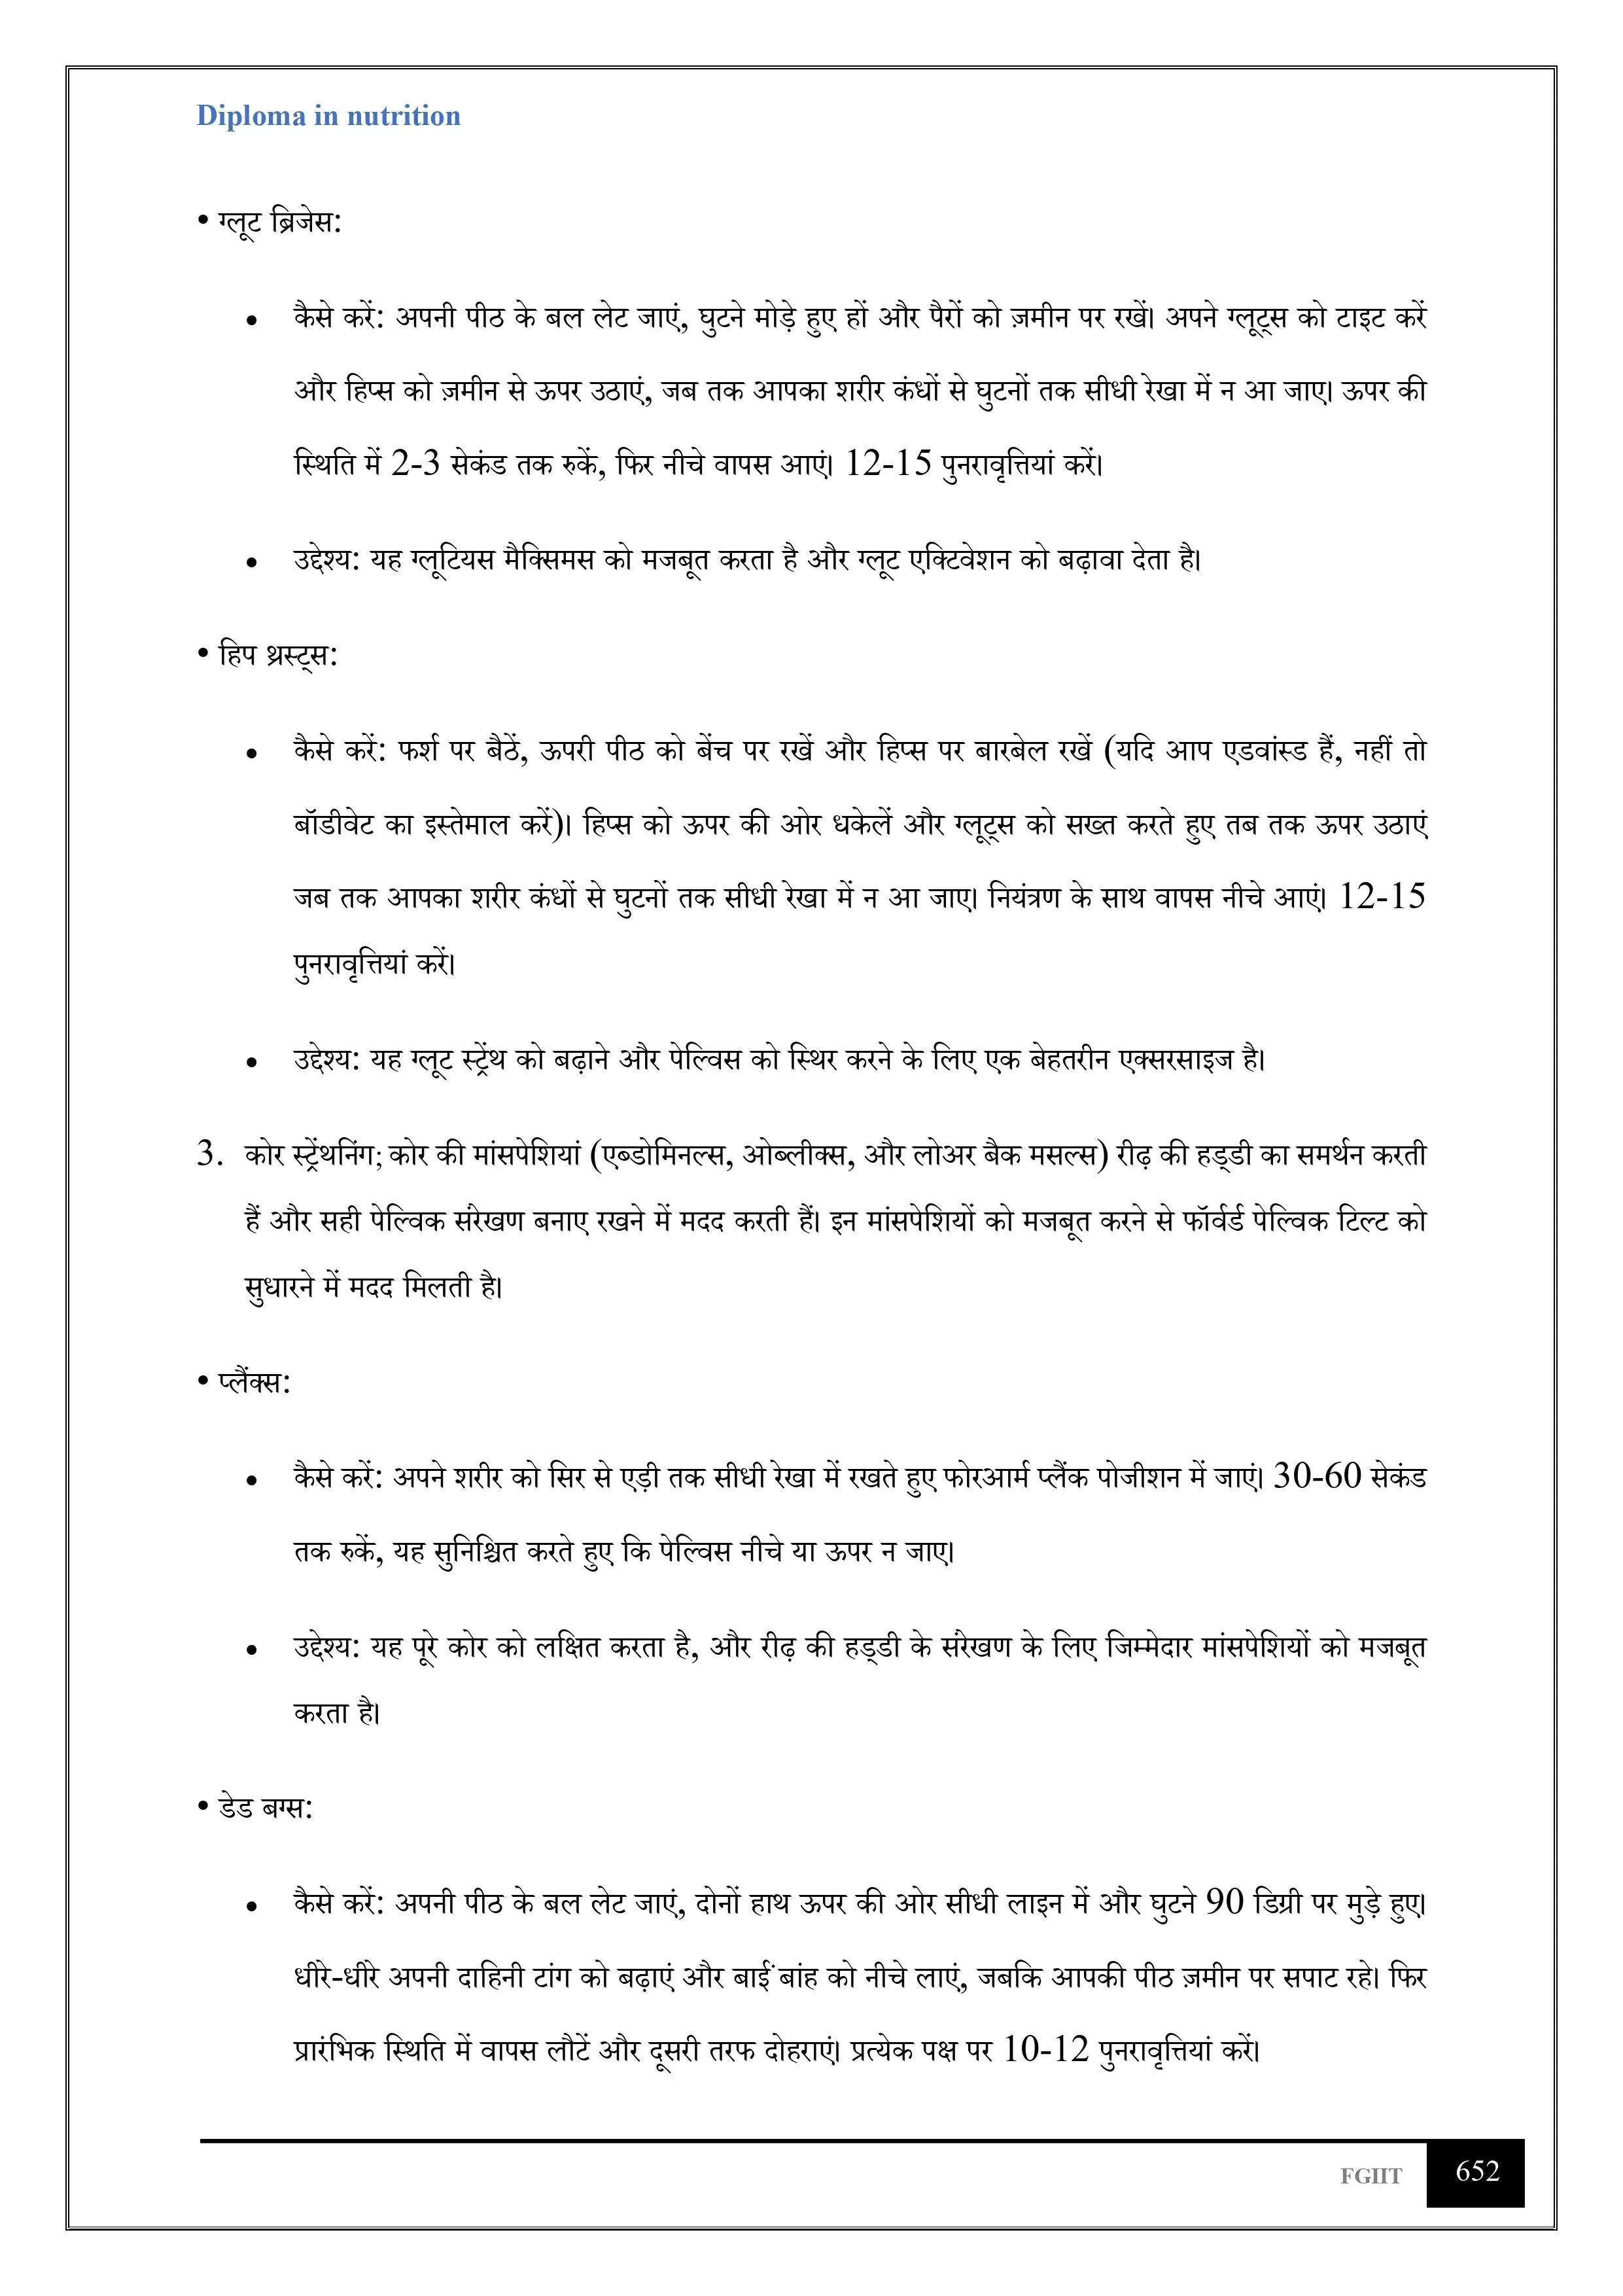 Diploma in nutrition
• ग्लूट ब्रिजेस:
• कैसे करें: अपनी पीठ के बल लेट जाएं, घुटने मोड़े हुए हों और पैरों को ज़मीन पर रखें। अपने ग्लूट्स को टाइट करें
और हिप्स को ज़मीन से ऊपर उठाएं, जब तक आपका शरीर कंधों से घुटनों तक सीधी रेखा में न आ जाए। ऊपर की
स्थिति में 2-3 सेकंड तक रुकें, फिर नीचे वापस आएं। 12-15 पुनरावृत्तियां करें।
• उद्देश्य: यह ग्लूटियस मैक्सिमस को मजबूत करता है और ग्लूट एक्टिवेशन को बढ़ावा देता है।
• हिप थ्रस्ट्स:
• कैसे करें: फर्श पर बैठें, ऊपरी पीठ को बेंच पर रखें और हिप्स पर बारबेल रखें (यदि आप एडवांस्ड हैं, नहीं तो
बॉडीवेट का इस्तेमाल करें)। हिप्स को ऊपर की ओर धकेलें और ग्लूट्स को सख्त करते हुए तब तक ऊपर उठाएं
जब तक आपका शरीर कंधों से घुटनों तक सीधी रेखा में न आ जाए। नियंत्रण के साथ वापस नीचे आएं। 12-15
पुनरावृत्तियां करें।
• उद्देश्य: यह ग्लूट स्ट्रेंथ को बढ़ाने और पेल्विस को स्थिर करने के लिए एक बेहतरीन एक्सरसाइज है।
3. कोर स्ट्रेंथनिंग; कोर की मांसपेशियां (एब्डोमिनल्स, ओब्लीक्स, और लोअर बैक मसल्स) रीढ़ की हड्डी का समर्थन करती
हैं और सही पेल्विक संरेखण बनाए रखने में मदद करती हैं। इन मांसपेशियों को मजबूत करने से फॉर्वर्ड पेल्विक टिल्ट को
सुधारने में मदद मिलती है।
• प्लैंक्स:
• कैसे करें: अपने शरीर को सिर से एड़ी तक सीधी रेखा में रखते हुए फोरआर्म प्लैंक पोजीशन में जाएं। 30-60 सेकंड
तक रुकें, यह सुनिश्चित करते हुए कि पेल्विस नीचे या ऊपर न जाए।
• उद्देश्य: यह पूरे कोर को लक्षित करता है, और रीढ़ की हड्डी के संरेखण के लिए जिम्मेदार मांसपेशियों को मजबूत
करता है।
• डेड बग्स:
• कैसे करें: अपनी पीठ के बल लेट जाएं, दोनों हाथ ऊपर की ओर सीधी लाइन में और घुटने 90 डिग्री पर मुड़े हुए।
धीरे-धीरे अपनी दाहिनी टांग को बढ़ाएं और बाईं बांह को नीचे लाएं, जबकि आपकी पीठ ज़मीन पर सपाट रहे। फिर
प्रारंभिक स्थिति में वापस लौटें और दूसरी तरफ दोहराएं। प्रत्येक पक्ष पर 10-12 पुनरावृत्तियां करें।
FGIIT 652